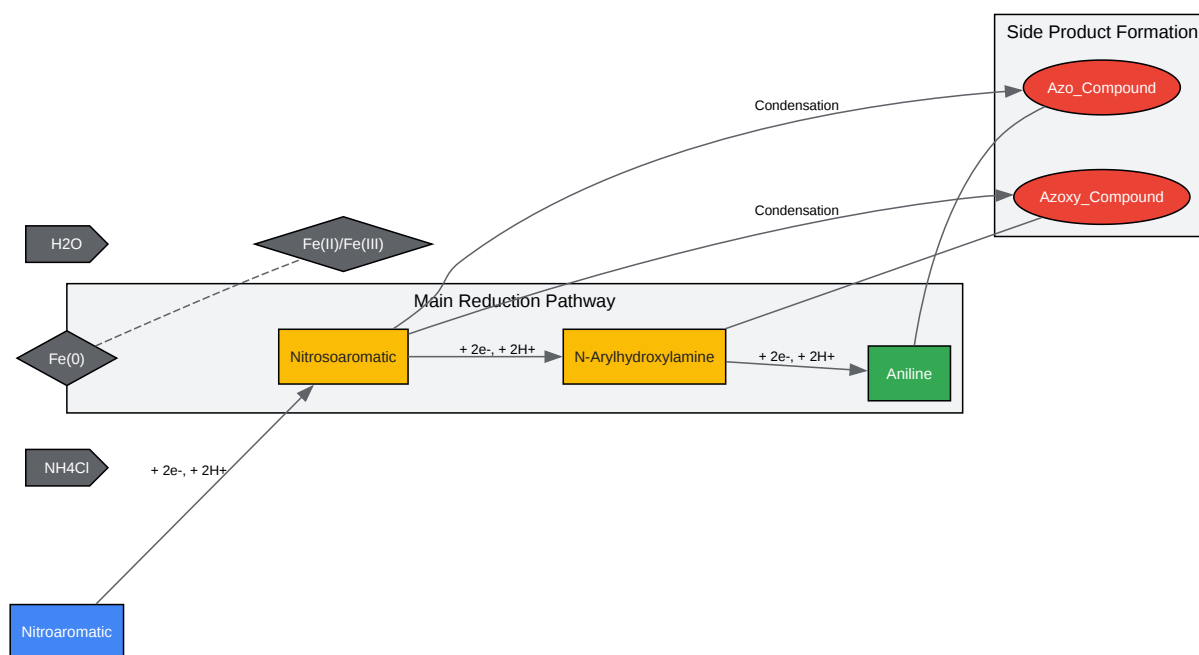 Side Product Formation
Azo_Compound
Condensation
Azoxy_Compound
Condensation
H2O
Fe(II)/Fe(III)
Main Reduction Pathway
Fe(0)
Nitrosoaromatic
+ 2e-, + 2H+
N-Arylhydroxylamine
+ 2e-, + 2H+
Aniline
NH4Cl
+ 2e-, + 2H+
Nitroaromatic